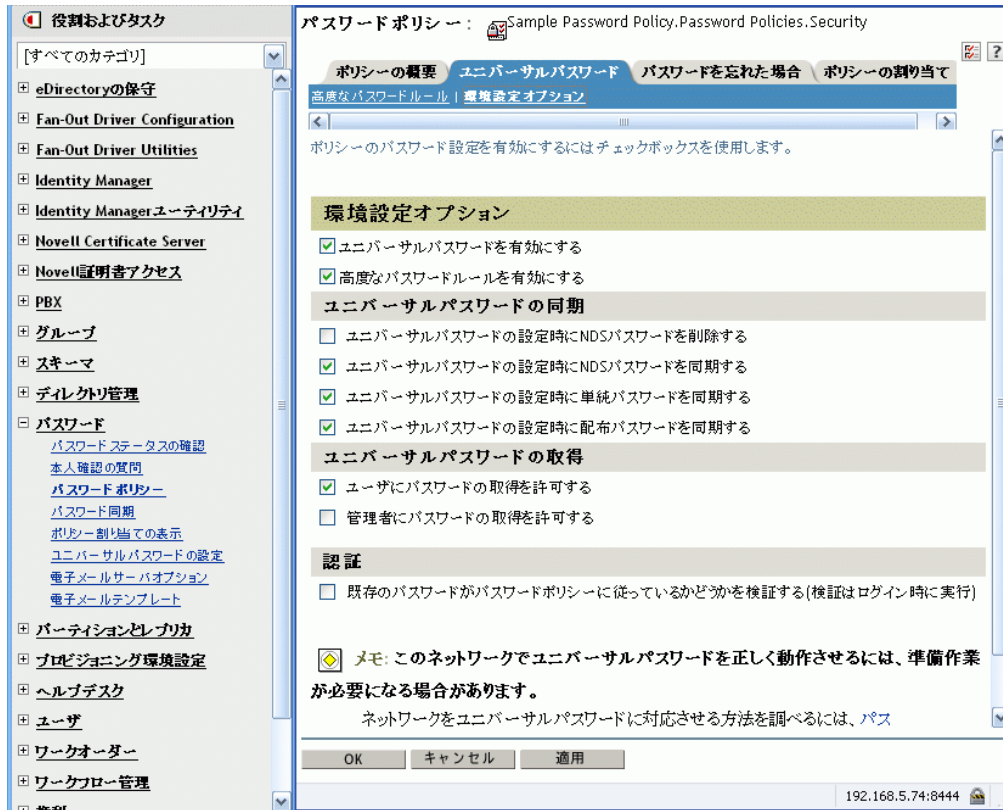 役割およびタスク
[すべてのカテゴリ]
eDirectoryの保守
Fan-Out Driver Configuration
Fan-Out Driver Utilities
Identity Manager
Identity Managerユーティリティ
Novell Certificate Server
Novell証明書アクセス
PBX
グループ
スキーマ
ディレクトリ管理
パスワード
パスワードステータスの確認
本人確認の質問
パスワードポリシー
パスワード同期
ポリシー割り当ての表示
ユニバーサルパスワードの設定
電子メールサーバオプション
電子メールテンプレート
パーティションとレプリカ
プロビジョニング環境設定
ヘルプデスク
ユーザ
ワークオーダー
ワークフロー管理
パスワードポリシー: Sample Password Policy.Password Policies.Security
?
ポリシーの概要 ユニバーサルパスワード パスワードを忘れた場合 ポリシーの割り当て
高度なパスワードルール | 環境設定オプション
ポリシーのパスワード設定を有効にするにはチェックボックスを使用します。
環境設定オプション
ユニバーサルパスワードを有効にする
高度なパスワードルールを有効にする
ユニバーサルパスワードの同期
ユニバーサルパスワードの設定時にNDSパスワードを削除する
ユニバーサルパスワードの設定時にNDSパスワードを同期する
ユニバーサルパスワードの設定時に単純パスワードを同期する
ユニバーサルパスワードの設定時に配布パスワードを同期する
ユニバーサルパスワードの取得
ユーザにパスワードの取得を許可する
管理者にパスワードの取得を許可する
認証
既存のパスワードがパスワードポリシーに従っているかどうかを検証する(検証はログイン時に実行)
メモ: このネットワークでユニバーサルパスワードを正しく動作させるには、準備作業
が必要になる場合があります。
ネットワークをユニバーサルパスワードに対応させる方法を調べるには、パス
OK キャンセル 適用
192.168.5.74:8444